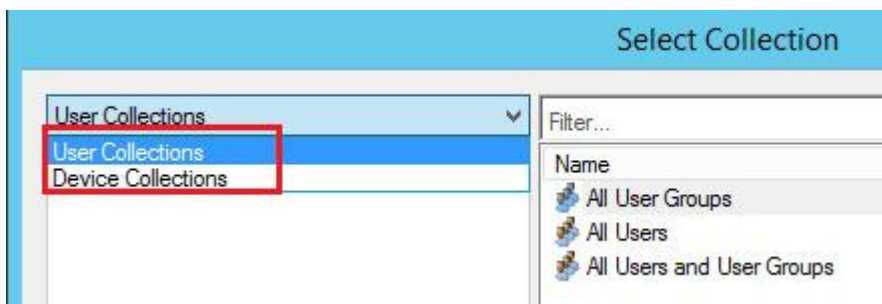 Select Collection
User Collections
User Collections
Device Collections
Filter...
Name
All User Groups
All Users
All Users and User Groups